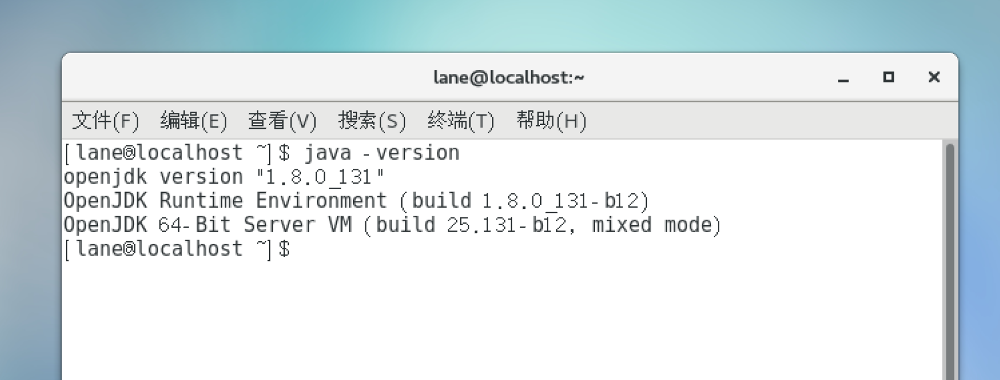 lane@localhost:~
文件(F) 编辑(E) 查看(V) 搜索(S) 终端(T) 帮助(H)
[lane@localhost ~]$ java -version
openjdk version "1.8.0_131"
OpenJDK Runtime Environment (build 1.8.0_131-b12)
OpenJDK 64-Bit Server VM (build 25.131-b12, mixed mode)
[lane@localhost ~]$